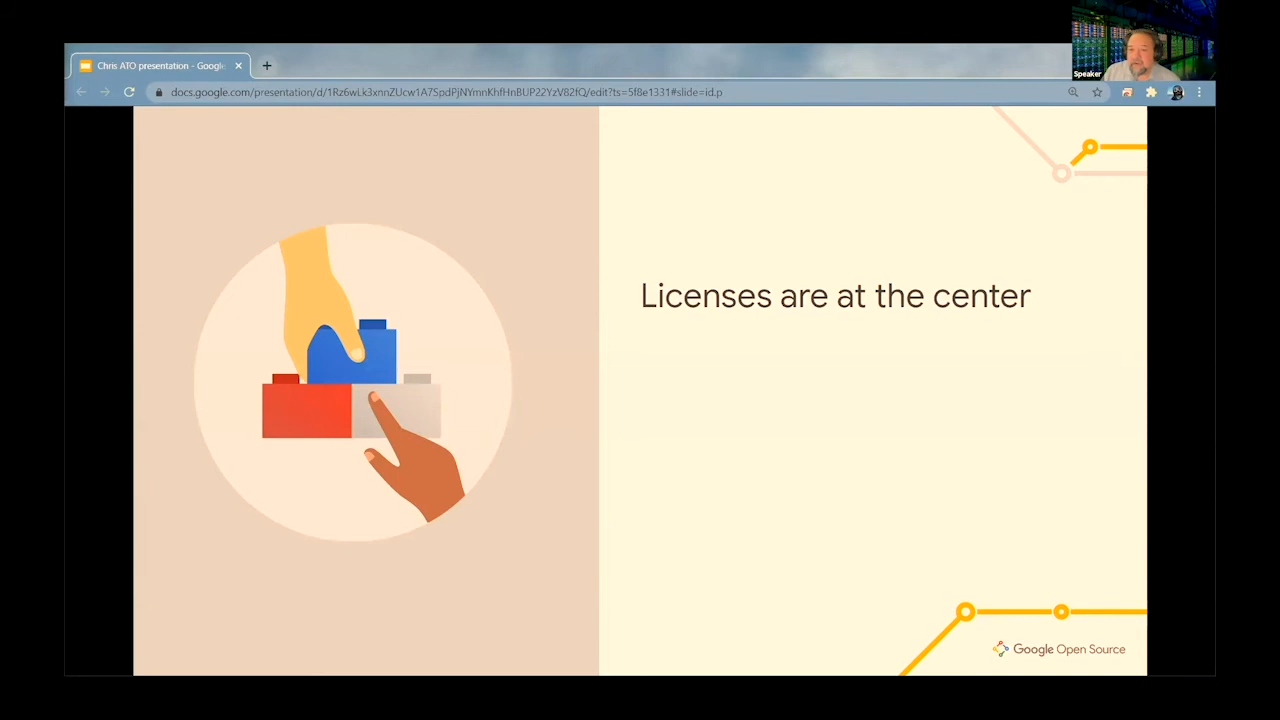 Chris ATO presentation - Google
Speaker
docs.google.com/presentation/d/1Rz6wLk3xnnZUcw1A7SpdPjNYmnKhfHnBUP22YzV82fQ/edit?ts=5f8e1331#slide=id.p
Licenses are at the center
Google Open Source